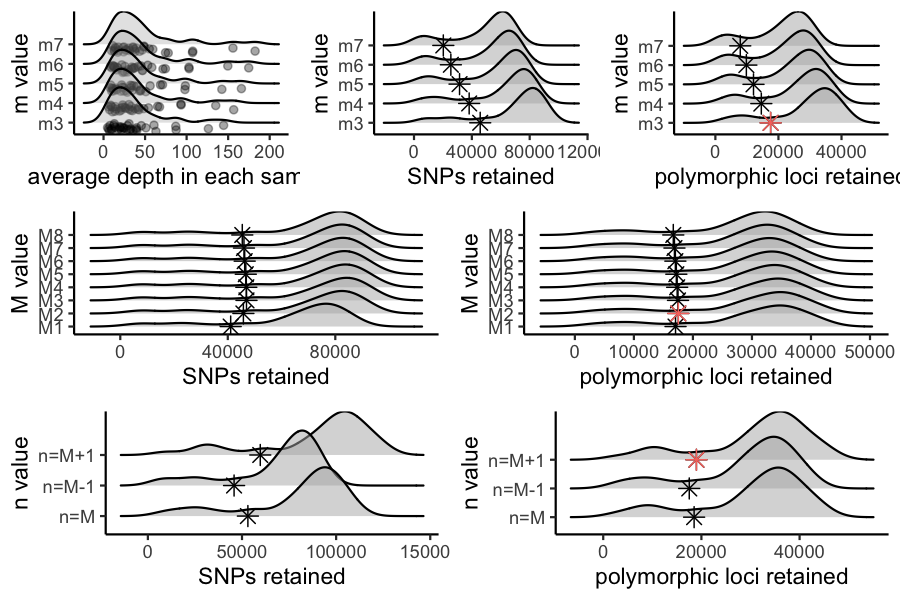 m value
m7
m6
m5
m4
m3
0 50 100 150 200
average depth in each sam
m value
m7
m6
m5
m4
m3
0 40000 80000 1200
SNPs retained
m value
m7
m6
m5
m4
m3
0 20000 40000
polymorphic loci retained
M value
M8
M7
M6
M5
M4
M3
M2
M1
0 40000 80000
SNPs retained
M value
M8
M7
M6
M5
M4
M3
M2
M1
0 10000 20000 30000 40000 50000
polymorphic loci retained
n value
n=M+1
n=M-1
n=M
0 50000 100000 15000
SNPs retained
n value
n=M+1
n=M-1
n=M
0 20000 40000
polymorphic loci retained